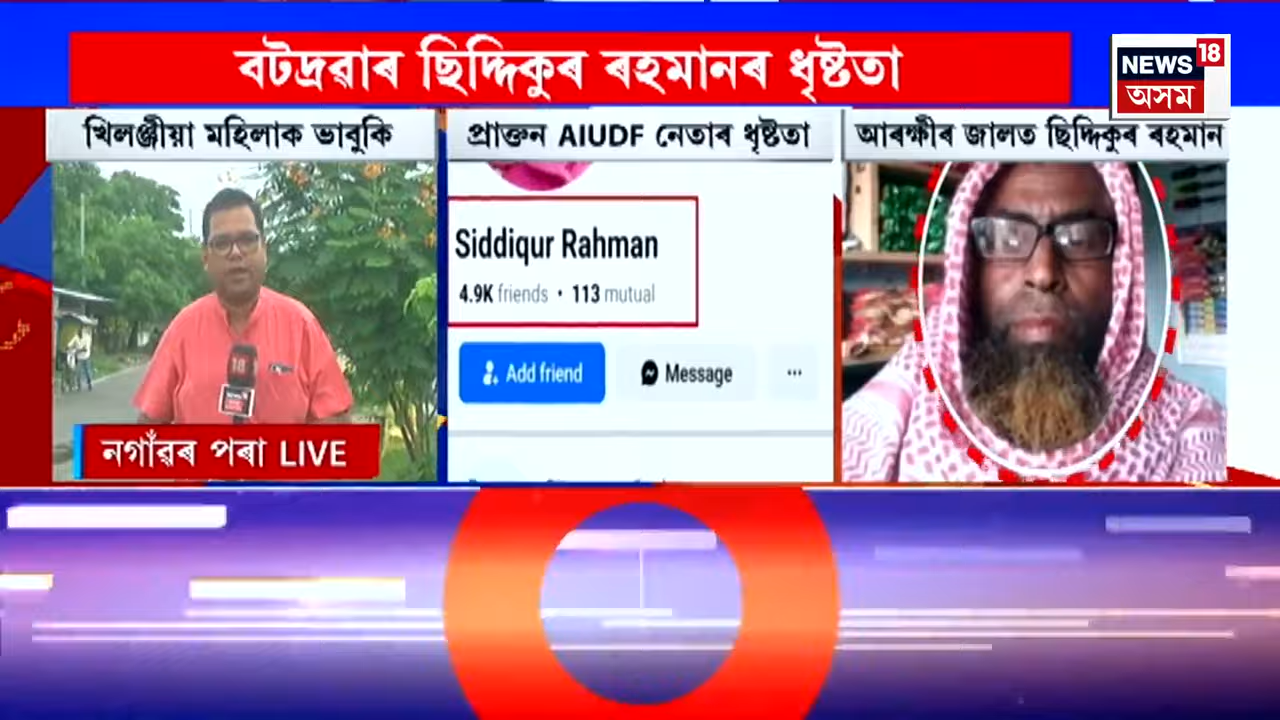 বটদ্ৰৱাৰ ছিদ্দিকুৰ ৰহমানৰ ধৃষ্টতা
NEWS 18
অসম
খিলঞ্জীয়া মহিলাক ভাবুকি
প্ৰাক্তন AIUDF নেতাৰ ধৃষ্টতা
আৰক্ষীৰ জালত ছিদ্দিকুৰ ৰহমান
Siddiqur Rahman
4.9K friends • 113 mutual
Add friend
Message
...
18
নগাঁৱৰ পৰা LIVE